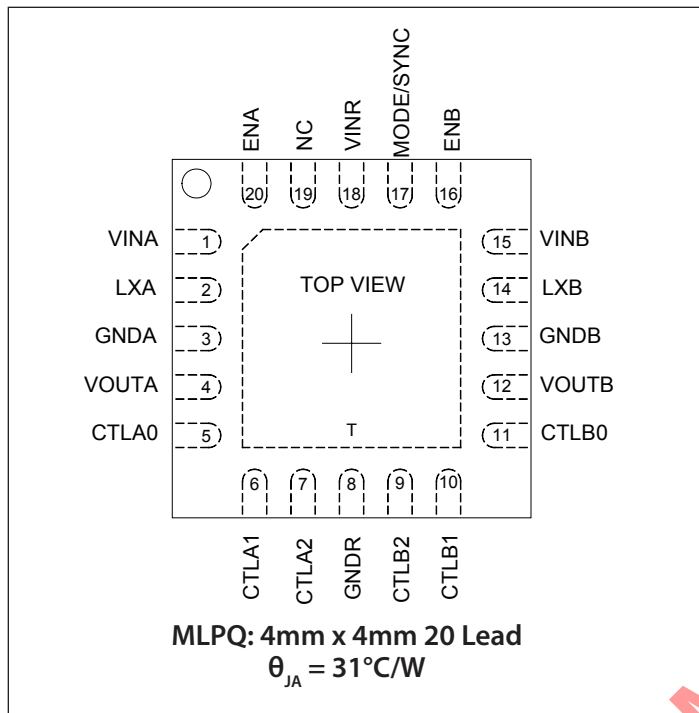 ENA
NC
VINR
MODE/SYNC
ENB
20
19
18
17
16
VINA 1
15 VINB
LXA 2
14 LXB
GNDA 3
13 GNDB
VOUTA 4
12 VOUTB
CTLA0 5
11 CTLB0
TOP VIEW
T
6
7
8
9
10
CTLA1
CTLA2
GNDR
CTLB2
CTLB1
MLPQ: 4mm x 4mm 20 Lead
θJA = 31°C/W